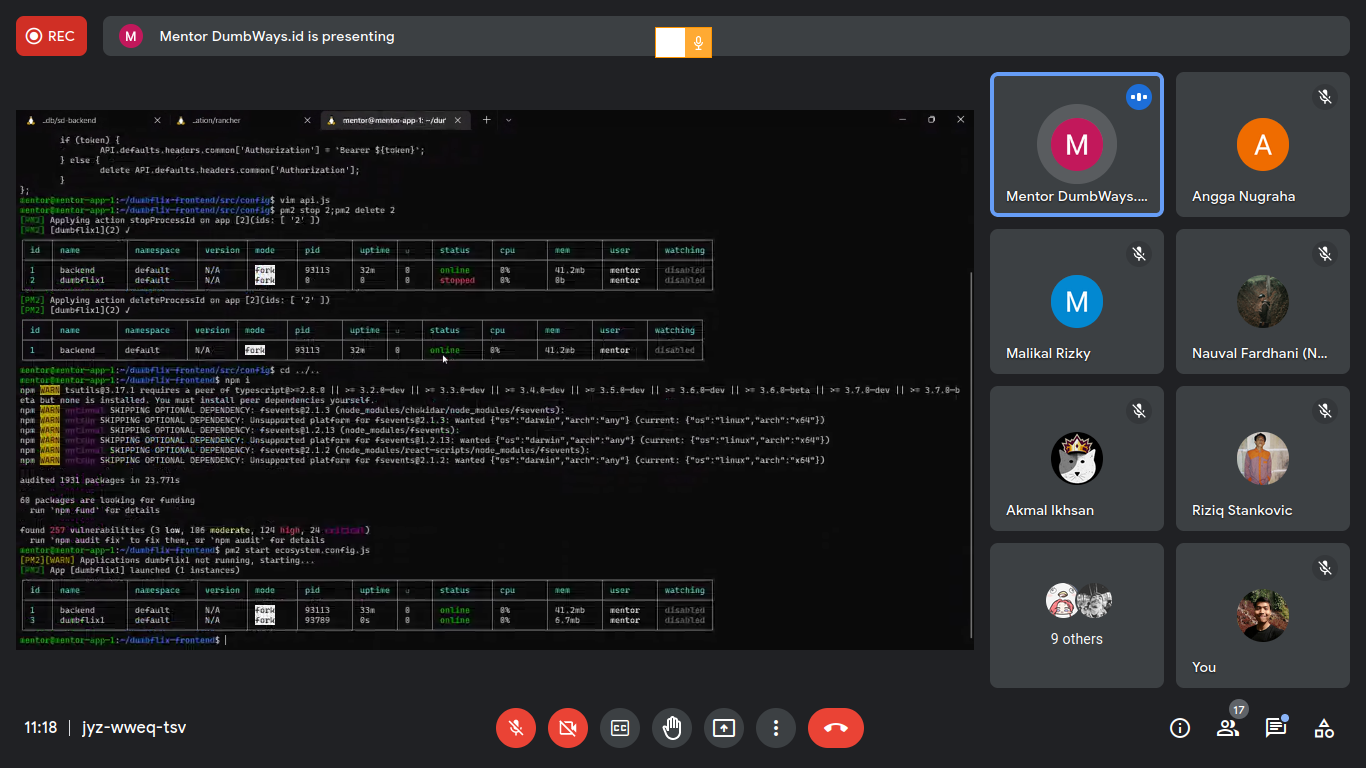 REC
M
Mentor DumbWays.id is presenting
..db/sd-backend
..ation/rancher
mentor@mentor-app-1: ~/du
if (token) {
API.defaults.headers.common['Authorization'] = 'Bearer ${token}';
} else {
delete API.defaults.headers.common['Authorization'];
}
};
mentor@mentor-app-1:~/dumbflix-frontend/src/config$ vim api.js
mentor@mentor-app-1:~/dumbflix-frontend/src/config$ pm2 stop 2;pm2 delete 2
[PM2] Applying action stopProcessId on app [2](ids: [ '2' ])
[PM2] [dumbflix1](2) ✓
id name namespace version mode pid uptime ↺ status cpu mem user watching
1 backend default N/A fork 93113 32m 0 online 0% 41.2mb mentor disabled
2 dumbflix1 default N/A fork 0 0 0 stopped 0% 0b mentor disabled
[PM2] Applying action deleteProcessId on app [2](ids: [ '2' ])
[PM2] [dumbflix1](2) ✓
id name namespace version mode pid uptime ↺ status cpu mem user watching
1 backend default N/A fork 93113 32m 0 online 0% 41.2mb mentor disabled
mentor@mentor-app-1:~/dumbflix-frontend/src/config$ cd ../..
mentor@mentor-app-1:~/dumbflix-frontend$ npm i
npm WARN tsutils@3.17.1 requires a peer of typescript@>=2.8.0 || >= 3.2.0-dev || >= 3.3.0-dev || >= 3.4.0-dev || >= 3.5.0-dev || >= 3.6.0-dev || >= 3.6.0-beta || >= 3.7.0-dev || >= 3.7.0-b
eta but none is installed. You must install peer dependencies yourself.
npm WARN optional SKIPPING OPTIONAL DEPENDENCY: fsevents@2.1.3 (node_modules/chokidar/node_modules/fsevents):
npm WARN notsup SKIPPING OPTIONAL DEPENDENCY: Unsupported platform for fsevents@2.1.3: wanted {"os":"darwin","arch":"any"} (current: {"os":"linux","arch":"x64"})
npm WARN optional SKIPPING OPTIONAL DEPENDENCY: fsevents@1.2.13 (node_modules/fsevents):
npm WARN notsup SKIPPING OPTIONAL DEPENDENCY: Unsupported platform for fsevents@1.2.13: wanted {"os":"darwin","arch":"any"} (current: {"os":"linux","arch":"x64"})
npm WARN optional SKIPPING OPTIONAL DEPENDENCY: fsevents@2.1.2 (node_modules/react-scripts/node_modules/fsevents):
npm WARN notsup SKIPPING OPTIONAL DEPENDENCY: Unsupported platform for fsevents@2.1.2: wanted {"os":"darwin","arch":"any"} (current: {"os":"linux","arch":"x64"})
audited 1931 packages in 23.771s
60 packages are looking for funding
run 'npm fund' for details
found 257 vulnerabilities (3 low, 106 moderate, 124 high, 24 critical)
run 'npm audit fix' to fix them, or 'npm audit' for details
mentor@mentor-app-1:~/dumbflix-frontend$ pm2 start ecosystem.config.js
[PM2][WARN] Applications dumbflix1 not running, starting...
[PM2] App [dumbflix1] launched (1 instances)
id name namespace version mode pid uptime ↺ status cpu mem user watching
1 backend default N/A fork 93113 33m 0 online 0% 41.2mb mentor disabled
3 dumbflix1 default N/A fork 93789 0s 0 online 0% 6.7mb mentor disabled
mentor@mentor-app-1:~/dumbflix-frontend$
M
Mentor DumbWays....
A
Angga Nugraha
M
Malikal Rizky
Nauval Fardhani (N...
Akmal Ikhsan
Riziq Stankovic
9 others
You
11:18 | jyz-wweq-tsv
CC
17